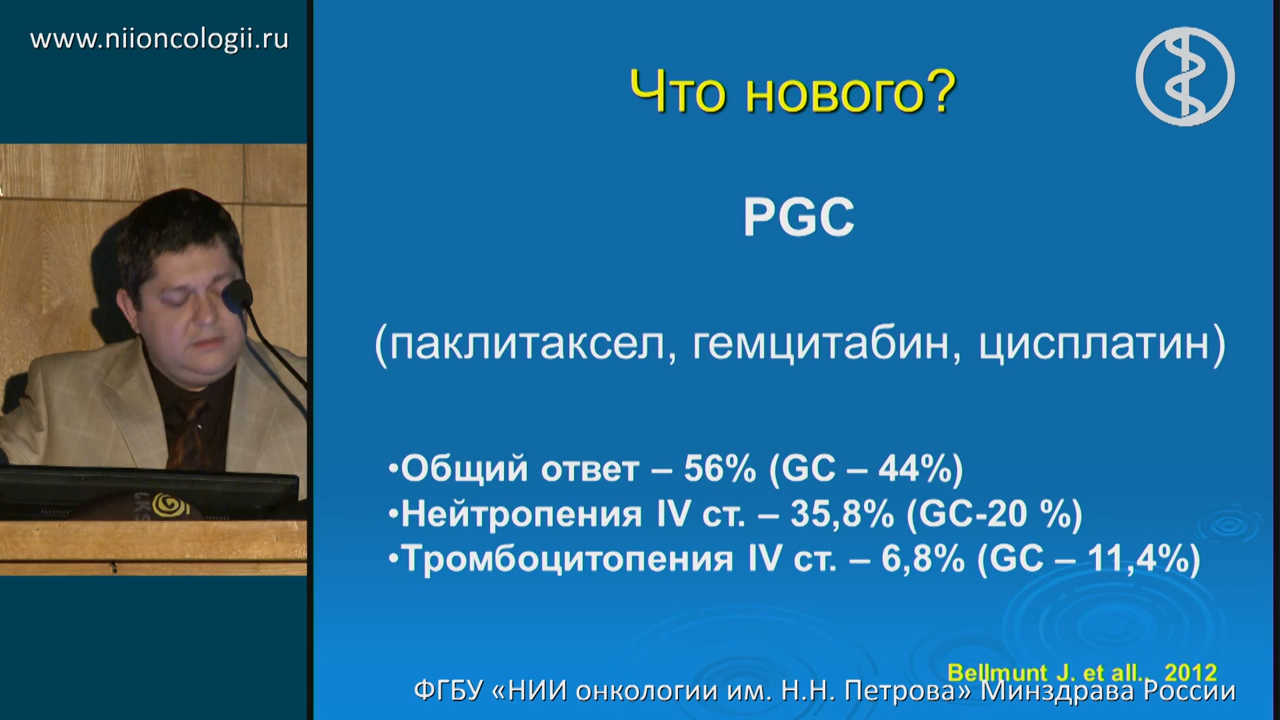 www.niioncologii.ru
Что нового?
PGC
(паклитаксел, гемцитабин, цисплатин)
•Общий ответ – 56% (GC – 44%)
•Нейтропения IV ст. – 35,8% (GC-20 %)
•Тромбоцитопения IV ст. – 6,8% (GC – 11,4%)
Bellmunt J. et all., 2012
ФГБУ «НИИ онкологии им. Н.Н. Петрова» Минздрава России
LKS